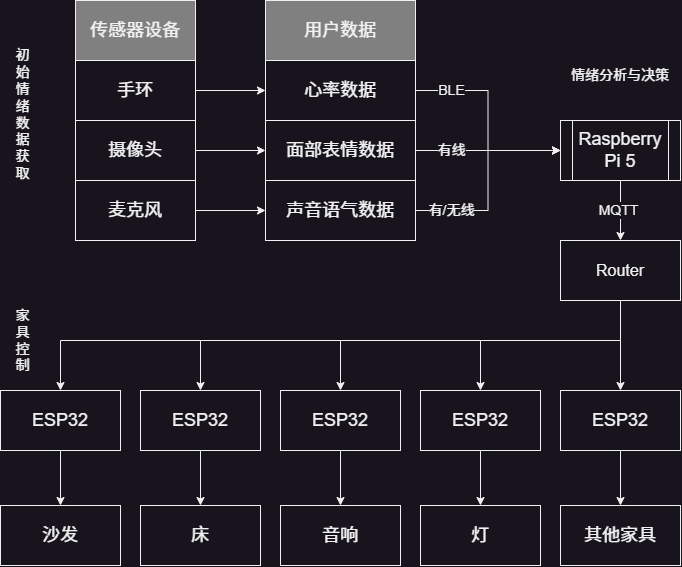 初始情绪数据获取
传感器设备
用户数据
手环
心率数据
BLE
情绪分析与决策
摄像头
面部表情数据
有线
Raspberry
Pi 5
麦克风
声音语气数据
有/无线
MQTT
Router
家具控制
ESP32
ESP32
ESP32
ESP32
ESP32
沙发
床
音响
灯
其他家具